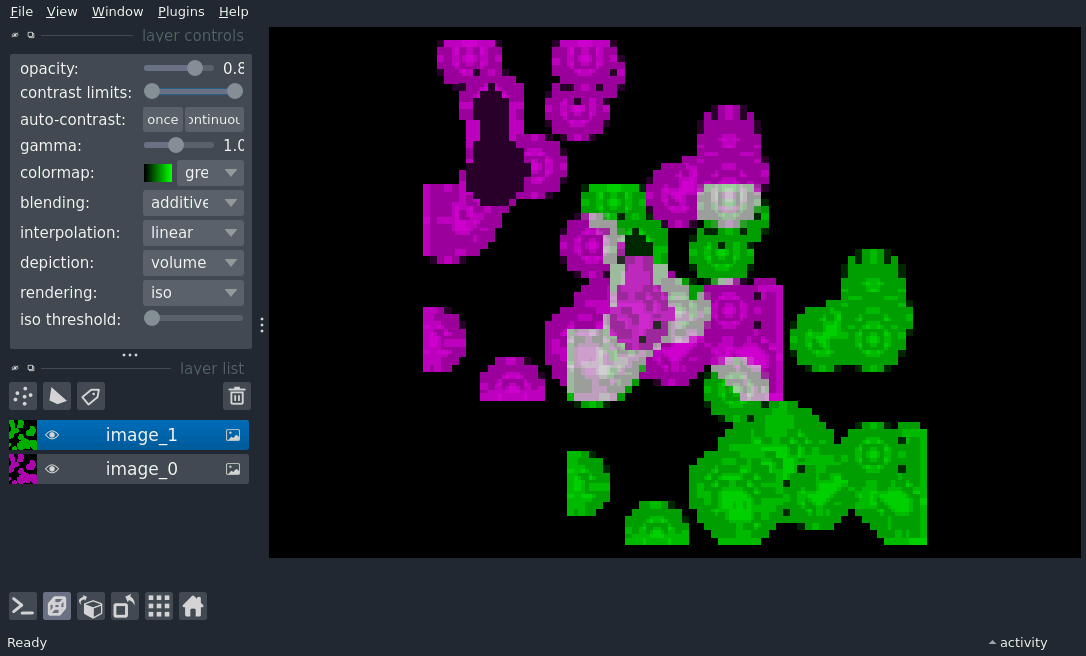 File View Window Plugins Help
layer controls
opacity: 0.8
contrast limits:
auto-contrast: once ontinuou
gamma: 1.0
colormap: gre
blending: additive
interpolation: linear
depiction: volume
rendering: iso
iso threshold:
layer list
image_1
image_0
Ready activity